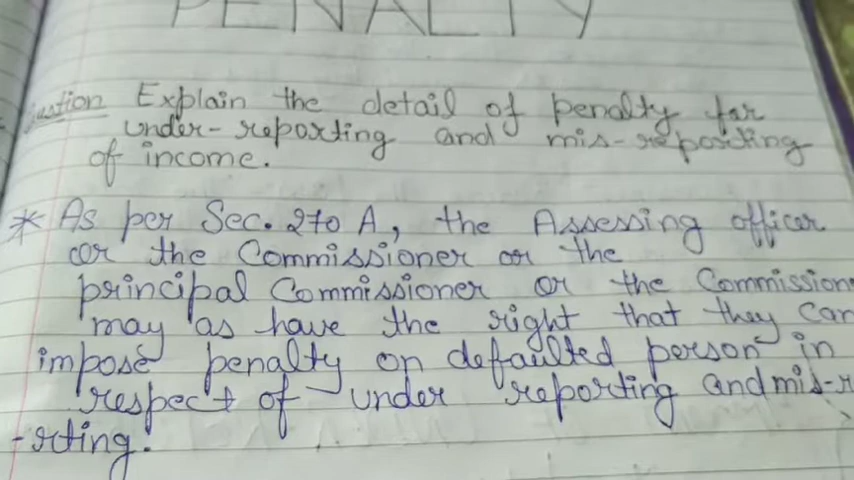 PENALTY
Question Explain the detail of penalty for
under-reporting and mis-reporting
of income.
* As per Sec. 270 A, the Assessing officer
or the Commissioner or the
principal Commissioner or the Commission
may as have the right that they can
impose penalty on defaulted person in
respect of under reporting and mis-r
-rting.